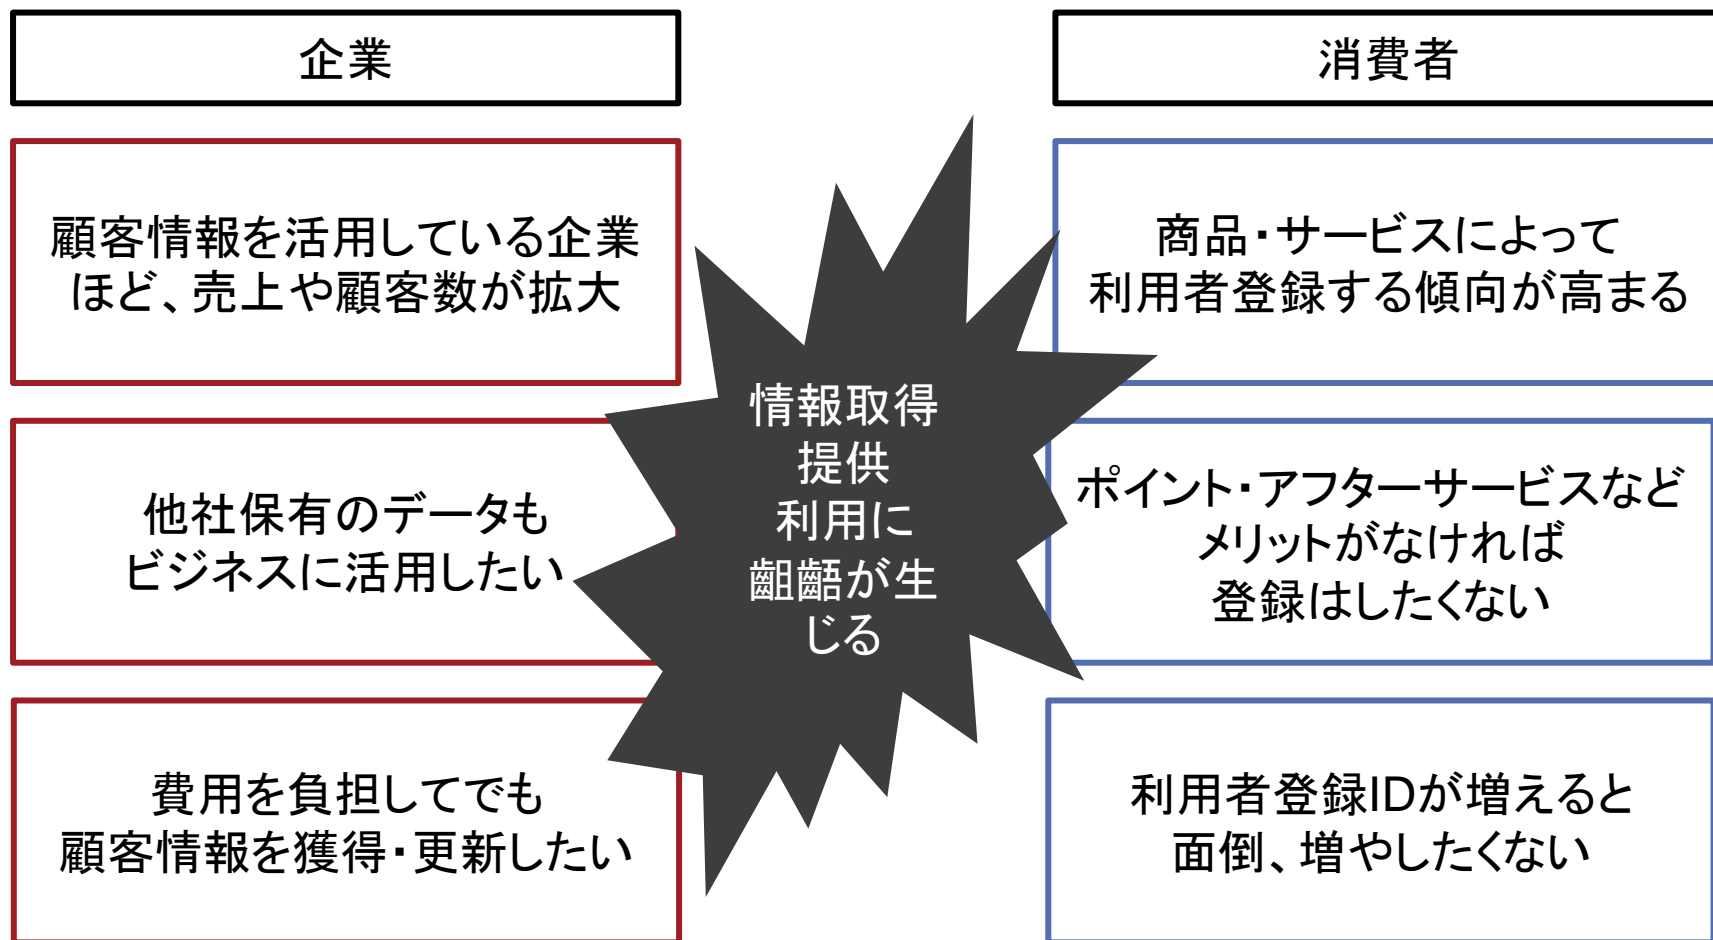 企業
消費者
顧客情報を活用している企業
ほど、売上や顧客数が拡大
他社保有のデータも
ビジネスに活用したい
費用を負担してでも
顧客情報を獲得・更新したい
情報取得
提供
利用に
齟齬が生
じる
商品・サービスによって
利用者登録する傾向が高まる
ポイント・アフターサービスなど
メリットがなければ
登録はしたくない
利用者登録IDが増えると
面倒、増やしたくない